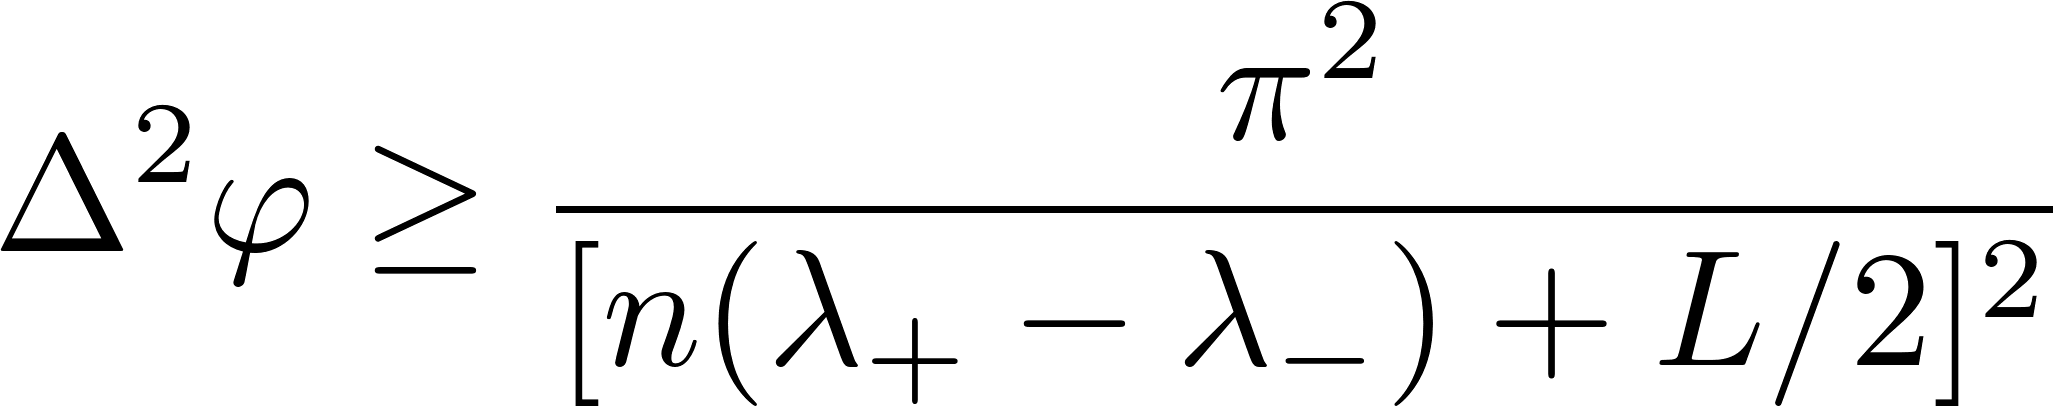 Δ²φ ≥ π² / [n(λ₊ − λ₋) + L/2]²